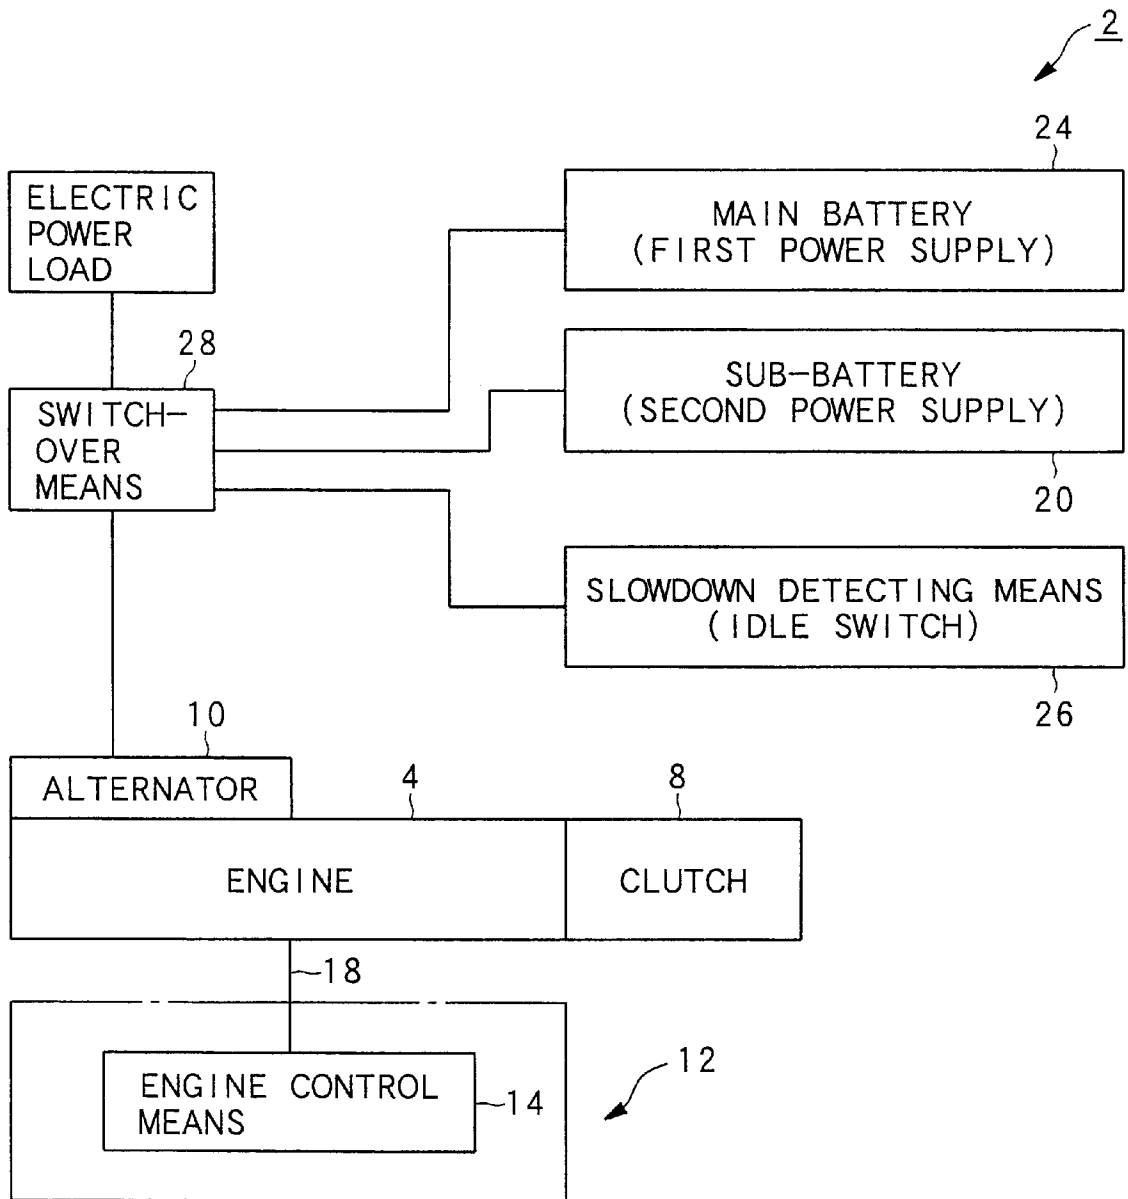 2
24
ELECTRIC
POWER
LOAD
MAIN BATTERY
(FIRST POWER SUPPLY)
28
SWITCH-
OVER
MEANS
SUB-BATTERY
(SECOND POWER SUPPLY)
20
SLOWDOWN DETECTING MEANS
(IDLE SWITCH)
26
10
ALTERNATOR
4
8
ENGINE
CLUTCH
18
12
ENGINE CONTROL
MEANS
14